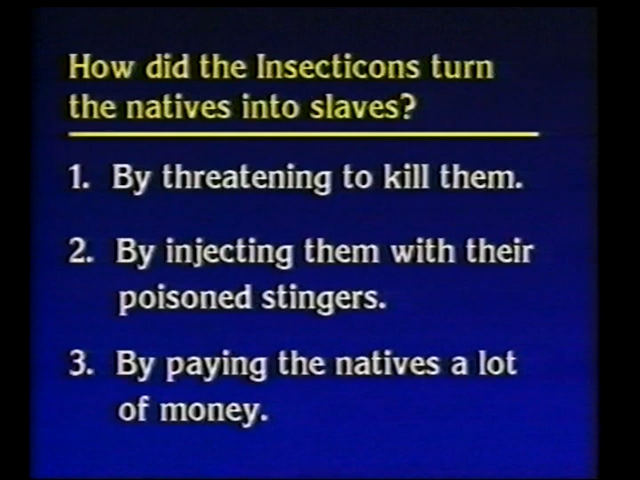 How did the Insecticons turn
the natives into slaves?
1. By threatening to kill them.
2. By injecting them with their
poisoned stingers.
3. By paying the natives a lot
of money.